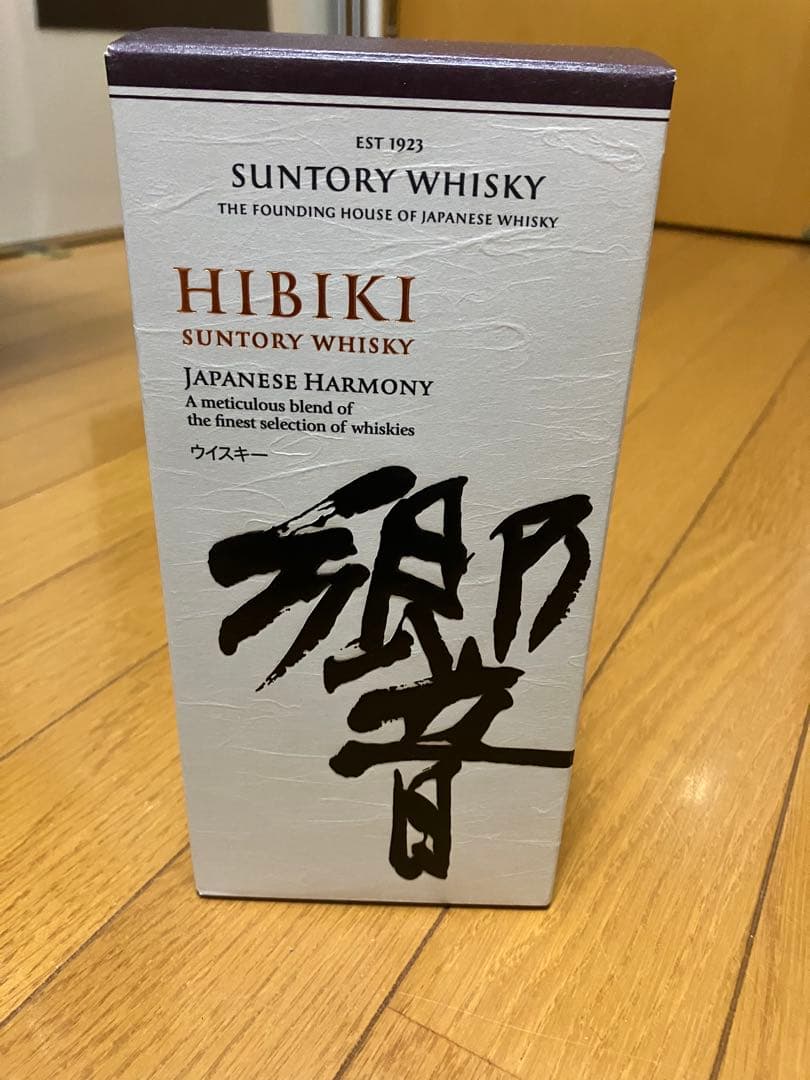 EST 1923
SUNTORY WHISKY
THE FOUNDING HOUSE OF JAPANESE WHISKY
HIBIKI
SUNTORY WHISKY
JAPANESE HARMONY
A meticulous blend of
the finest selection of whiskies
ウイスキー
響